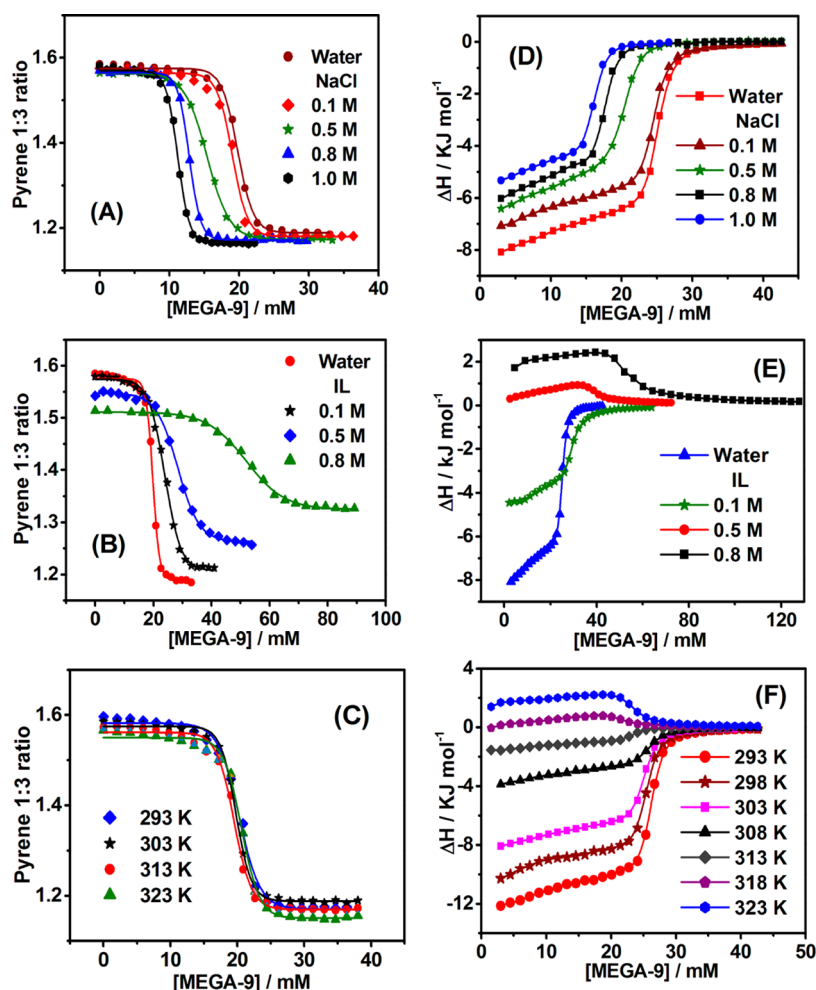 1.6
1.4
1.2
Pyrene 1:3 ratio
Water
NaCl
0.1 M
0.5 M
0.8 M
1.0 M
(A)
0 10 20 30 40
[MEGA-9] / mM
0
-2
-4
-6
-8
ΔH / KJ mol⁻¹
(D)
Water
NaCl
0.1 M
0.5 M
0.8 M
1.0 M
0 10 20 30 40
[MEGA-9] / mM
1.6
1.5
1.4
1.3
1.2
Pyrene 1:3 ratio
Water
IL
0.1 M
0.5 M
0.8 M
(B)
0 20 40 60 80 100
[MEGA-9] / mM
2
0
-2
-4
-6
-8
ΔH / kJ mol⁻¹
(E)
Water
IL
0.1 M
0.5 M
0.8 M
0 40 80 120
[MEGA-9] / mM
1.6
1.4
1.2
Pyrene 1:3 ratio
(C)
293 K
303 K
313 K
323 K
0 10 20 30 40
[MEGA-9] / mM
4
0
-4
-8
-12
ΔH / KJ mol⁻¹
(F)
293 K
298 K
303 K
308 K
313 K
318 K
323 K
0 10 20 30 40 50
[MEGA-9] / mM